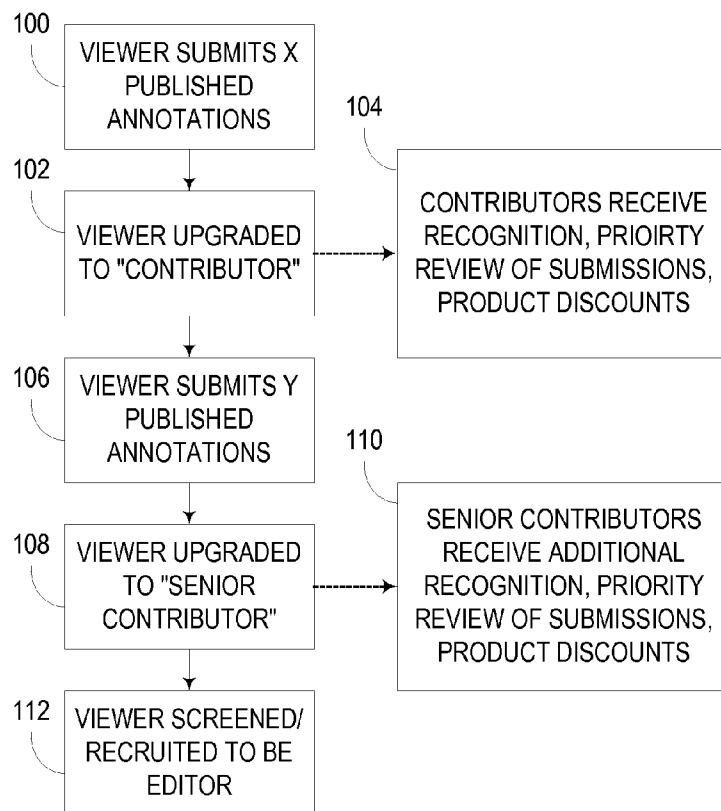 100
VIEWER SUBMITS X
PUBLISHED
ANNOTATIONS
102
VIEWER UPGRADED
TO "CONTRIBUTOR"
104
CONTRIBUTORS RECEIVE
RECOGNITION, PRIOIRTY
REVIEW OF SUBMISSIONS,
PRODUCT DISCOUNTS
106
VIEWER SUBMITS Y
PUBLISHED
ANNOTATIONS
108
VIEWER UPGRADED
TO "SENIOR
CONTRIBUTOR"
110
SENIOR CONTRIBUTORS
RECEIVE ADDITIONAL
RECOGNITION, PRIORITY
REVIEW OF SUBMISSIONS,
PRODUCT DISCOUNTS
112
VIEWER SCREENED/
RECRUITED TO BE
EDITOR